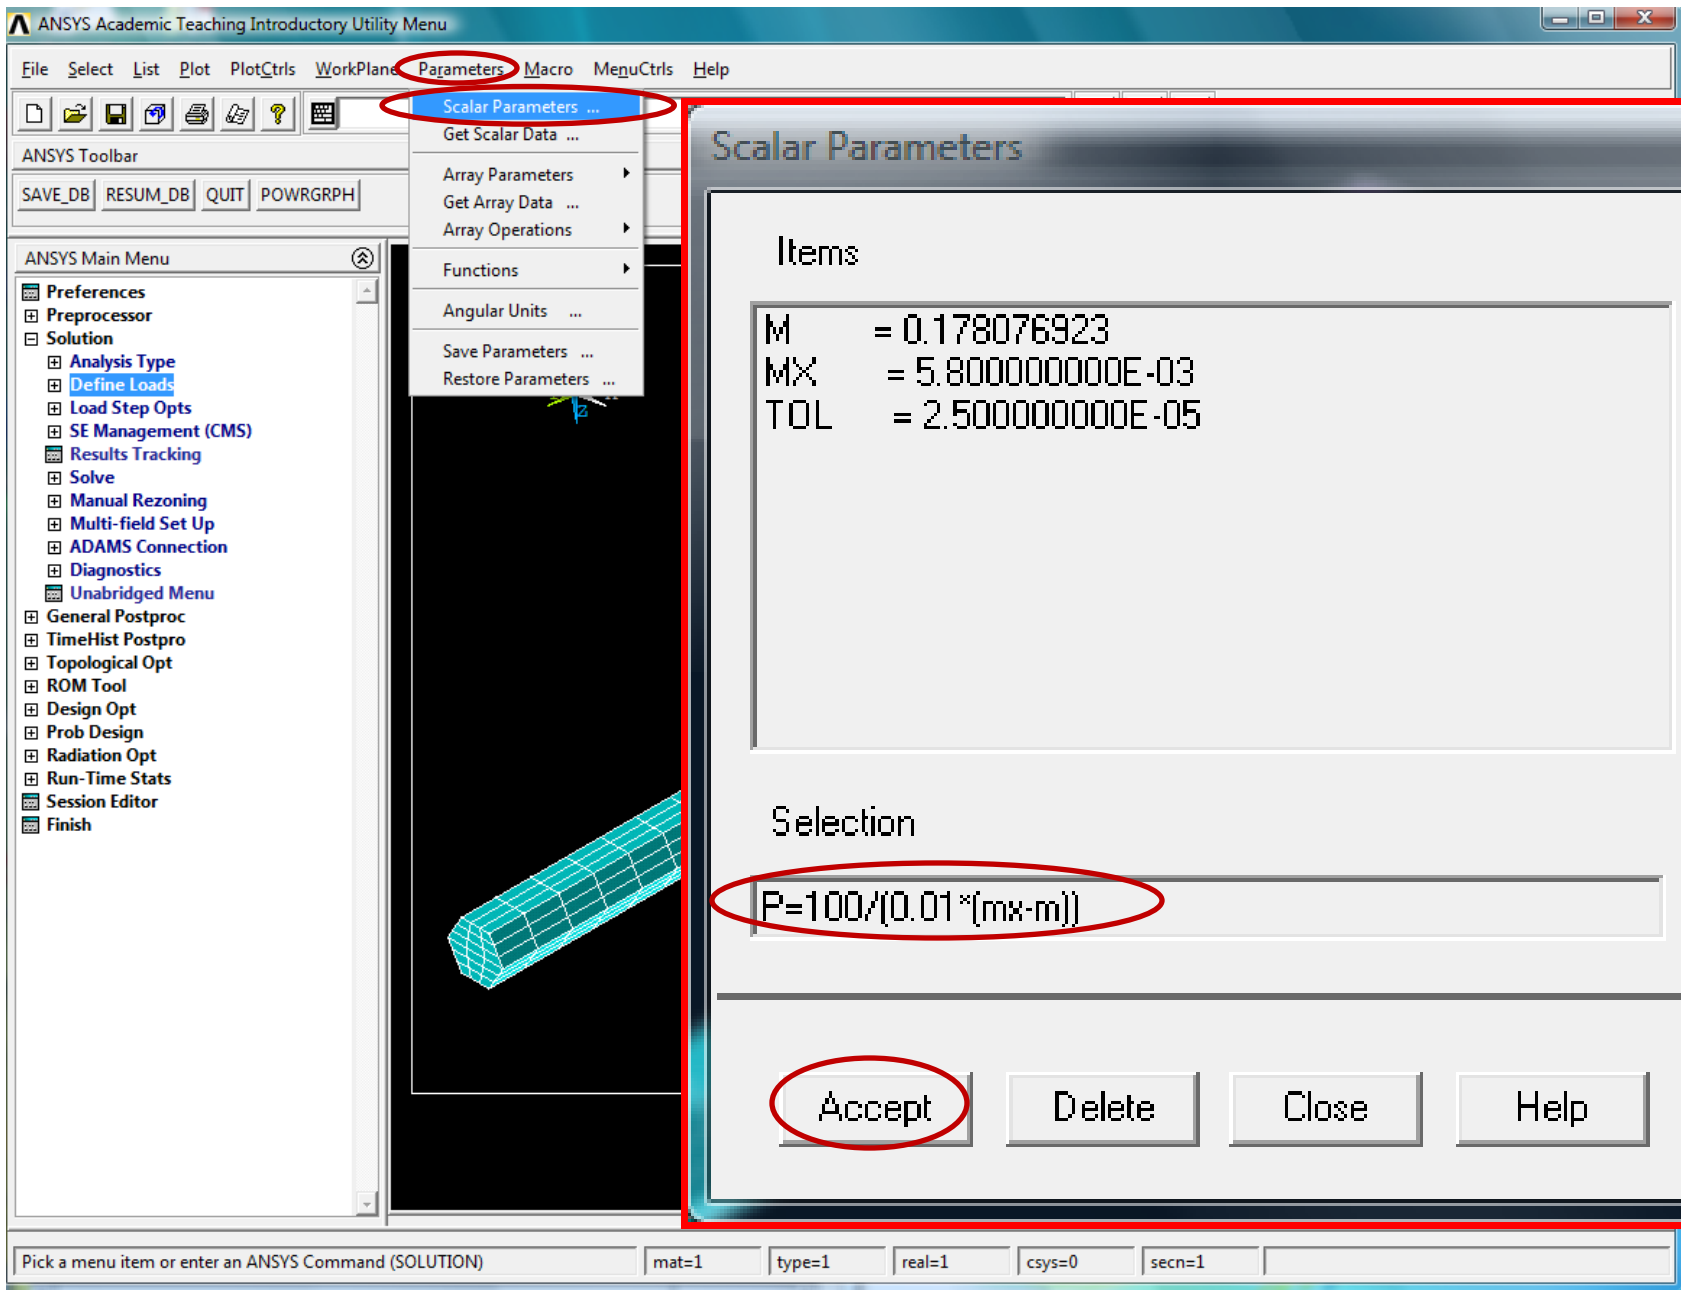 ANSYS Academic Teaching Introductory Utility Menu
File Select List Plot PlotCtrls WorkPlane Parameters Macro MenuCtrls Help
Scalar Parameters ...
Get Scalar Data ...
Array Parameters
Get Array Data ...
Array Operations
Functions
Angular Units ...
Save Parameters ...
Restore Parameters ...
ANSYS Toolbar
SAVE_DB RESUM_DB QUIT POWRGRPH
ANSYS Main Menu
Preferences
Preprocessor
Solution
Analysis Type
Define Loads
Load Step Opts
SE Management (CMS)
Results Tracking
Solve
Manual Rezoning
Multi-field Set Up
ADAMS Connection
Diagnostics
Unabridged Menu
General Postproc
TimeHist Postpro
Topological Opt
ROM Tool
Design Opt
Prob Design
Radiation Opt
Run-Time Stats
Session Editor
Finish
Z
Scalar Parameters
Items
M = 0.178076923
MX = 5.800000000E-03
TOL = 2.500000000E-05
Selection
P=100/(0.01*(mx-m))
Accept Delete Close Help
Pick a menu item or enter an ANSYS Command (SOLUTION) mat=1 type=1 real=1 csys=0 secn=1